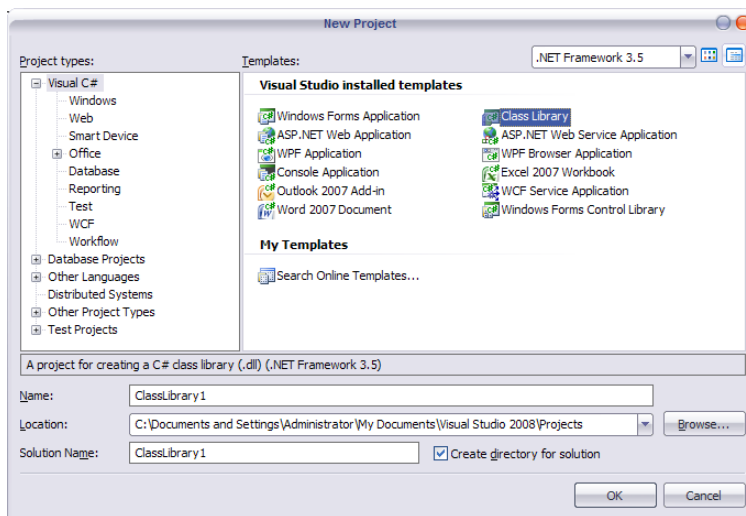 New Project
Project types:
Templates:
.NET Framework 3.5
Visual C#
Windows
Web
Smart Device
Office
Database
Reporting
Test
WCF
Workflow
Database Projects
Other Languages
Distributed Systems
Other Project Types
Test Projects
Visual Studio installed templates
Windows Forms Application
Class Library
ASP.NET Web Application
ASP.NET Web Service Application
WPF Application
WPF Browser Application
Console Application
Excel 2007 Workbook
Outlook 2007 Add-in
WCF Service Application
Word 2007 Document
Windows Forms Control Library
My Templates
Search Online Templates...
A project for creating a C# class library (.dll) (.NET Framework 3.5)
Name:
ClassLibrary1
Location:
C:\Documents and Settings\Administrator\My Documents\Visual Studio 2008\Projects
Browse...
Solution Name:
ClassLibrary1
Create directory for solution
OK
Cancel